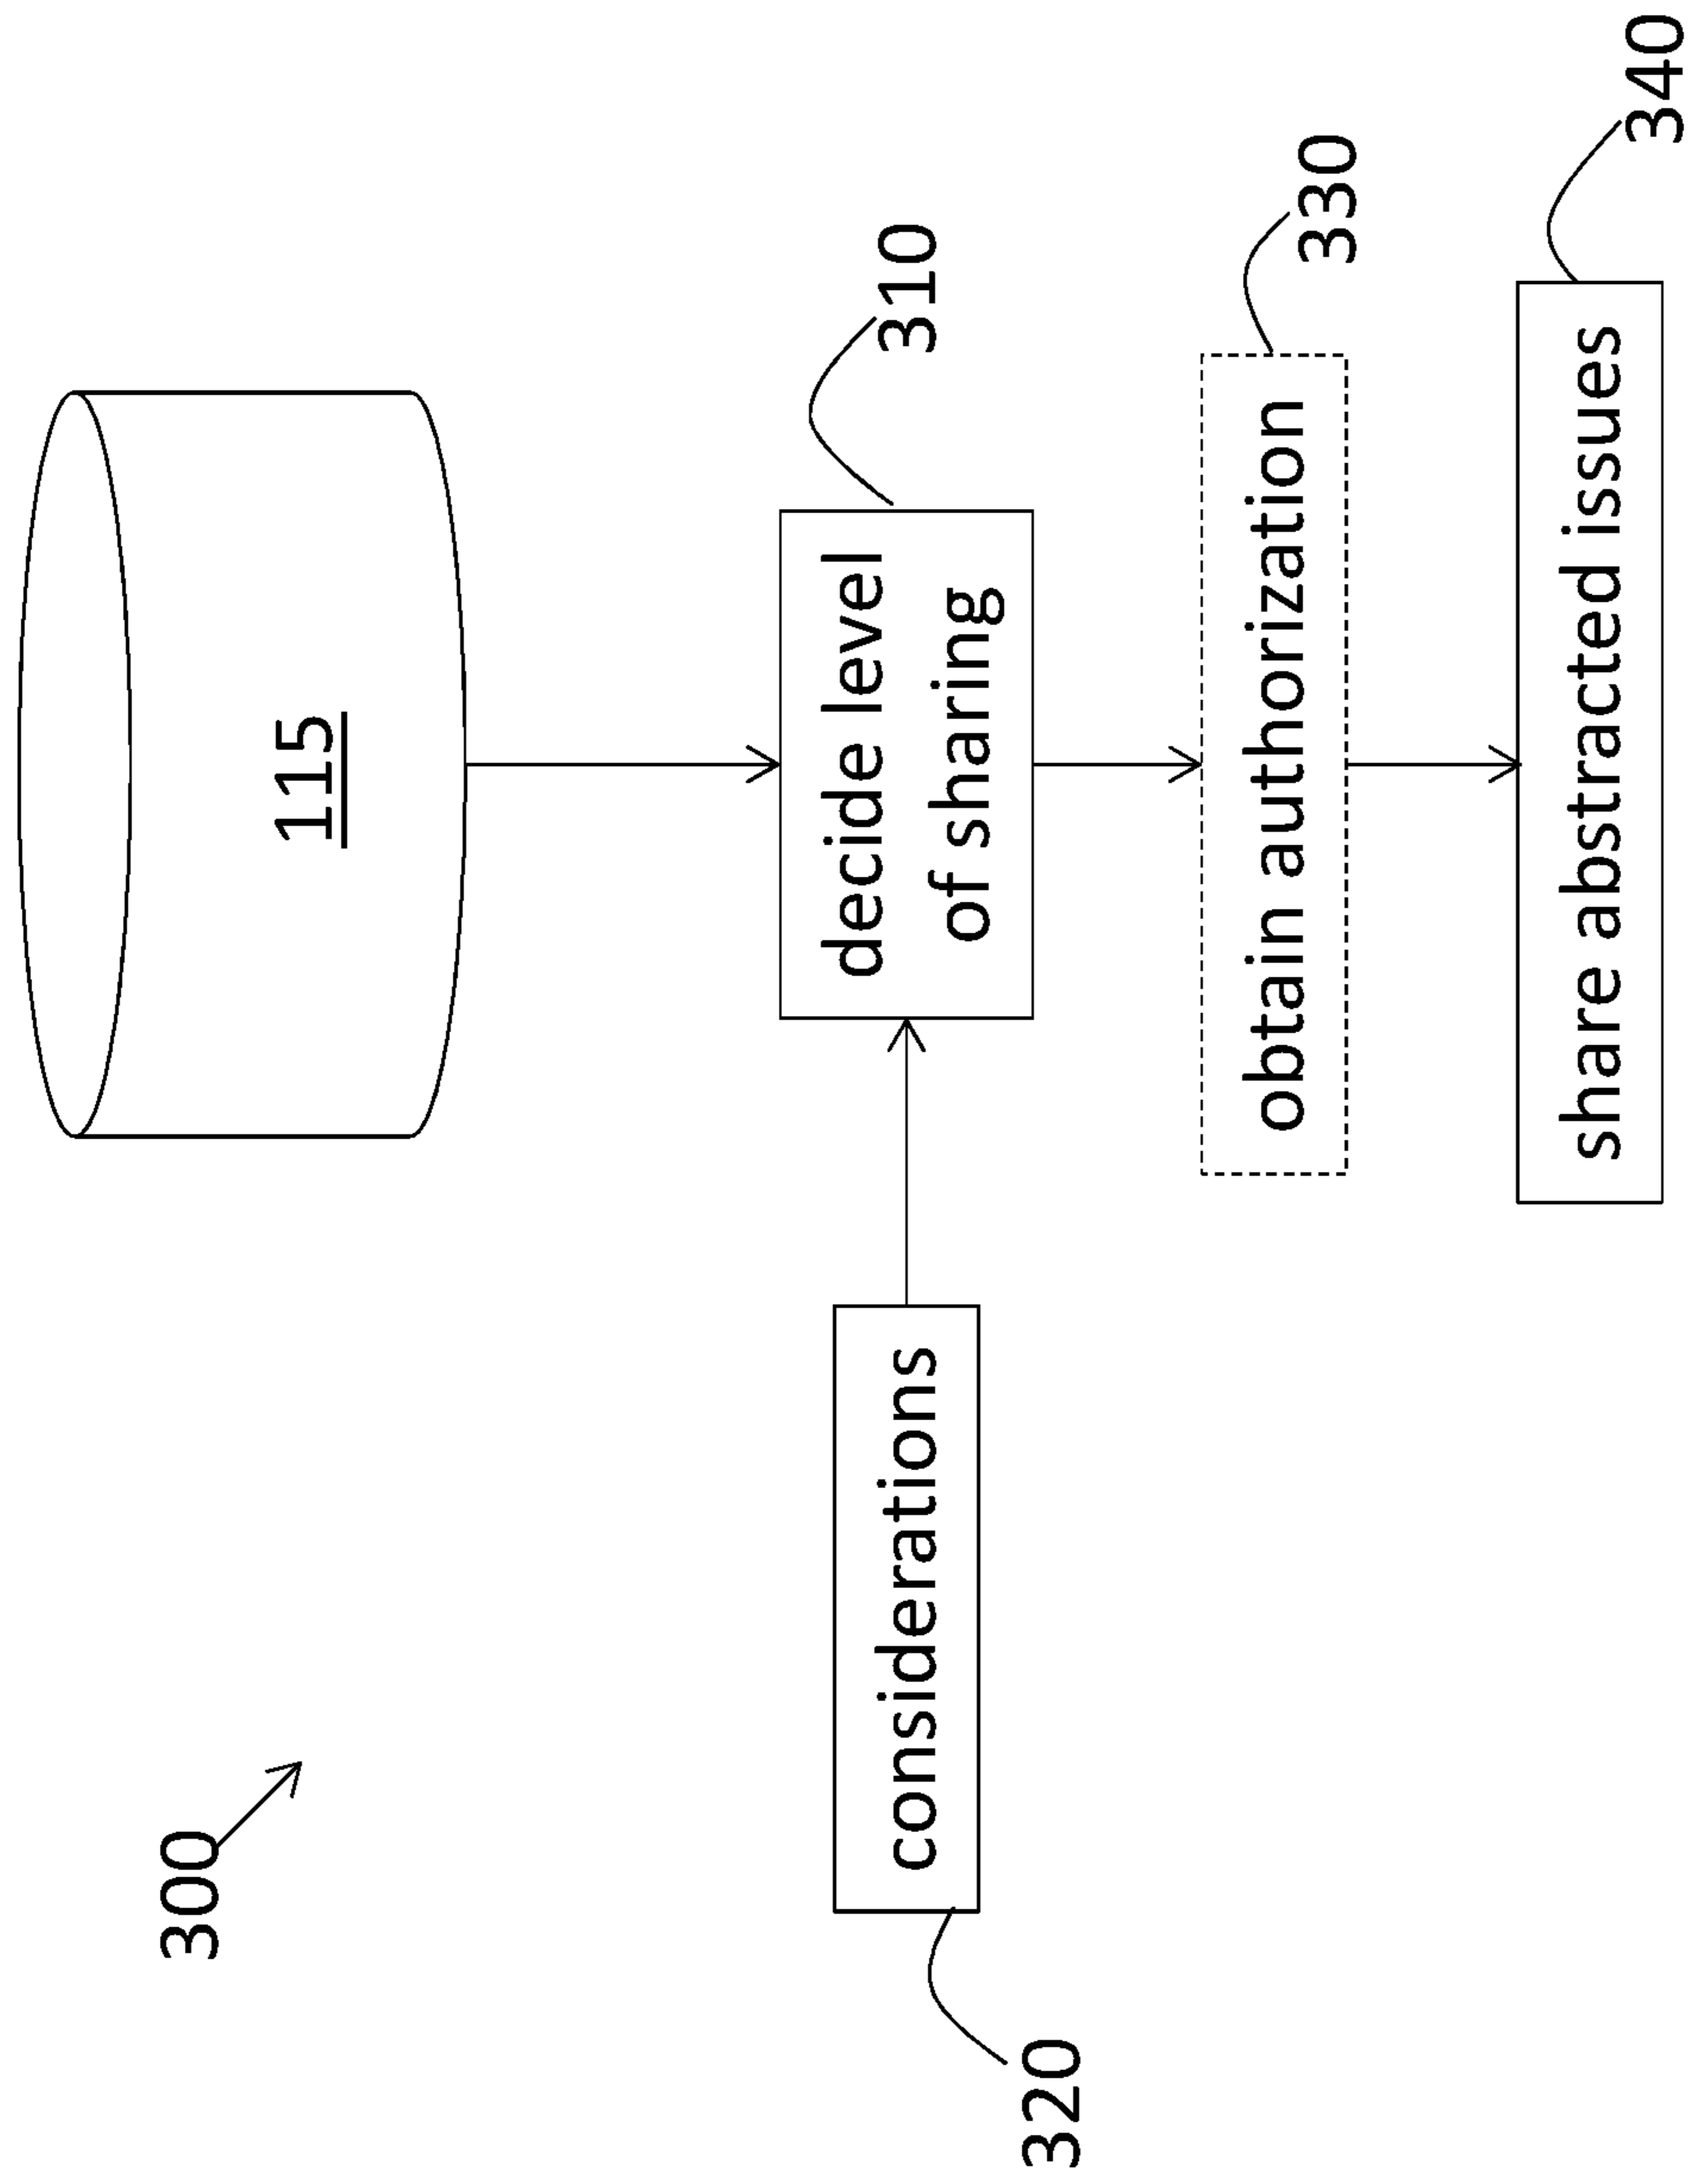 300
115
310
decide level
of sharing
320
considerations
330
obtain authorization
340
share abstracted issues